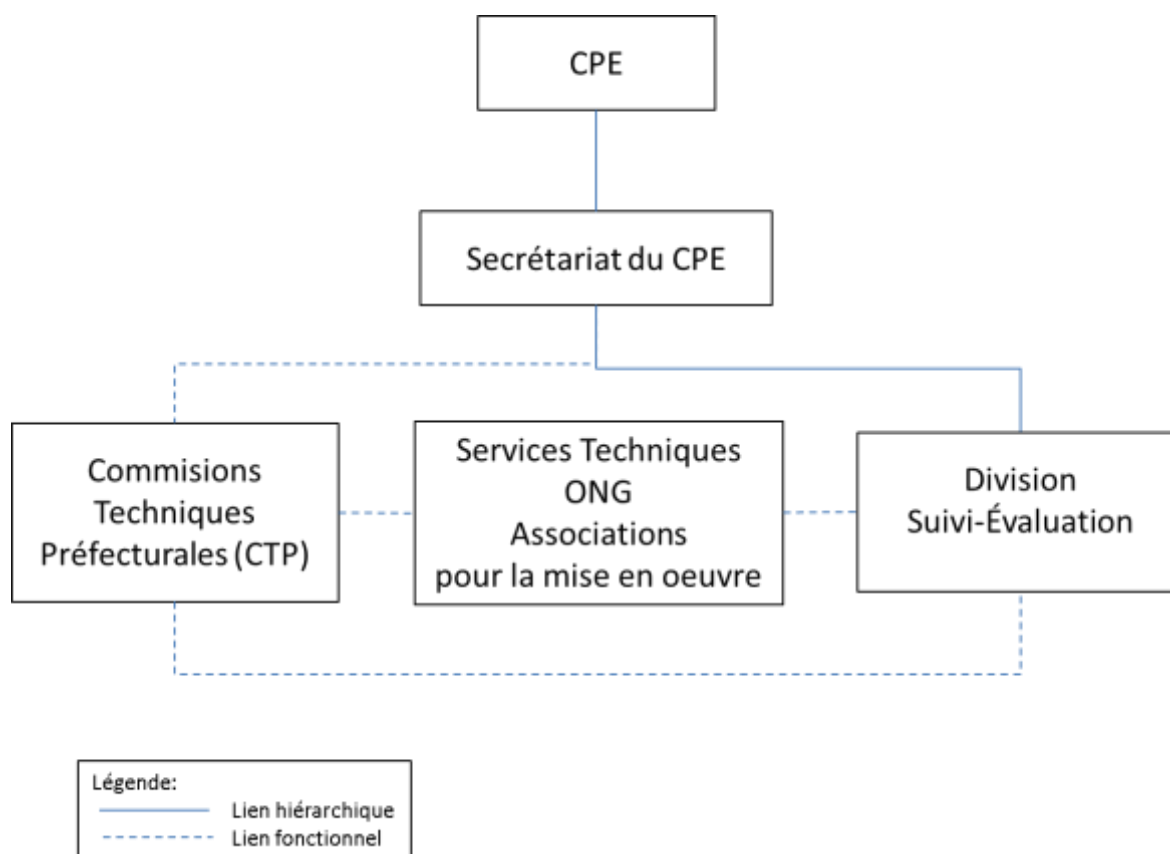 CPE
Secrétariat du CPE
Commisions
Techniques
Préfecturales (CTP)
Services Techniques
ONG
Associations
pour la mise en oeuvre
Division
Suivi-Évaluation
Légende:
Lien hiérarchique
Lien fonctionnel